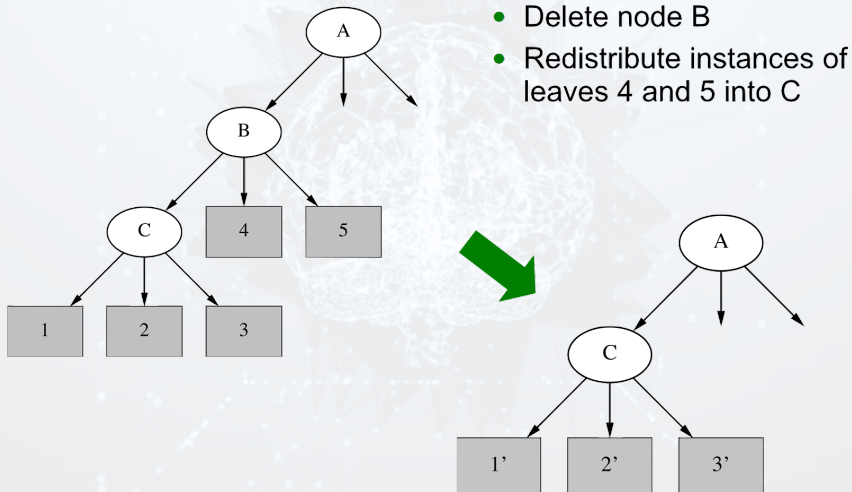 • Delete node B
• Redistribute instances of
leaves 4 and 5 into C
A
B
C
4
5
1
2
3
A
C
1’
2’
3’